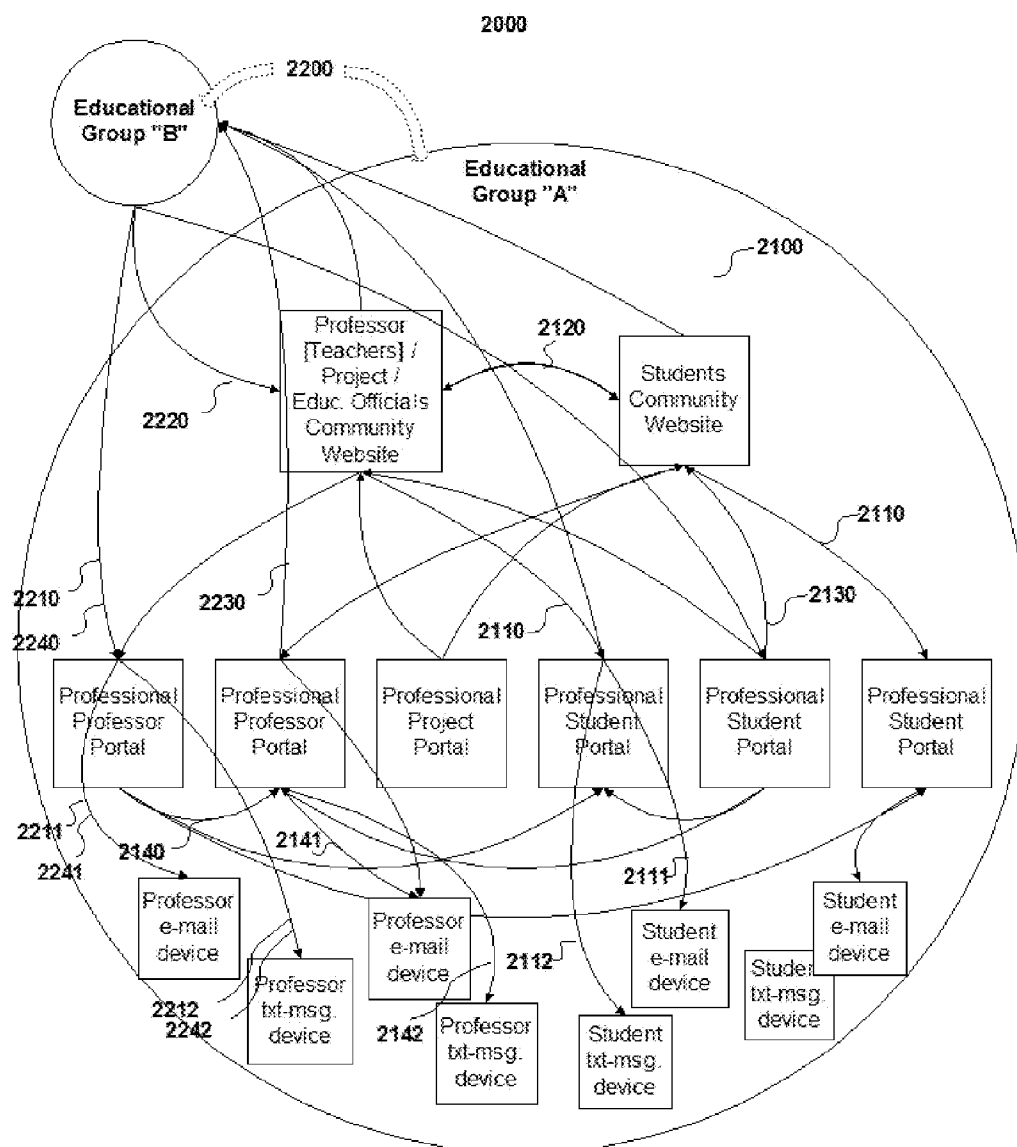 2000
2200
Educational
Group "B"
Educational
Group "A"
2100
Professor
[Teachers] /
Project /
Educ. Officials
Community
Website
2120
Students
Community
Website
2220
2210
2240
2230
2110
2130
2110
Professional
Professor
Portal
Professional
Professor
Portal
Professional
Project
Portal
Professional
Student
Portal
Professional
Student
Portal
Professional
Student
Portal
2211
2241
2140
2141
2111
Professor
e-mail
device
Professor
e-mail
device
Student
e-mail
device
Student
e-mail
device
2212
2242
Professor
txt-msg.
device
2142
Professor
txt-msg.
device
2112
Student
txt-msg.
device
Student
txt-msg.
device